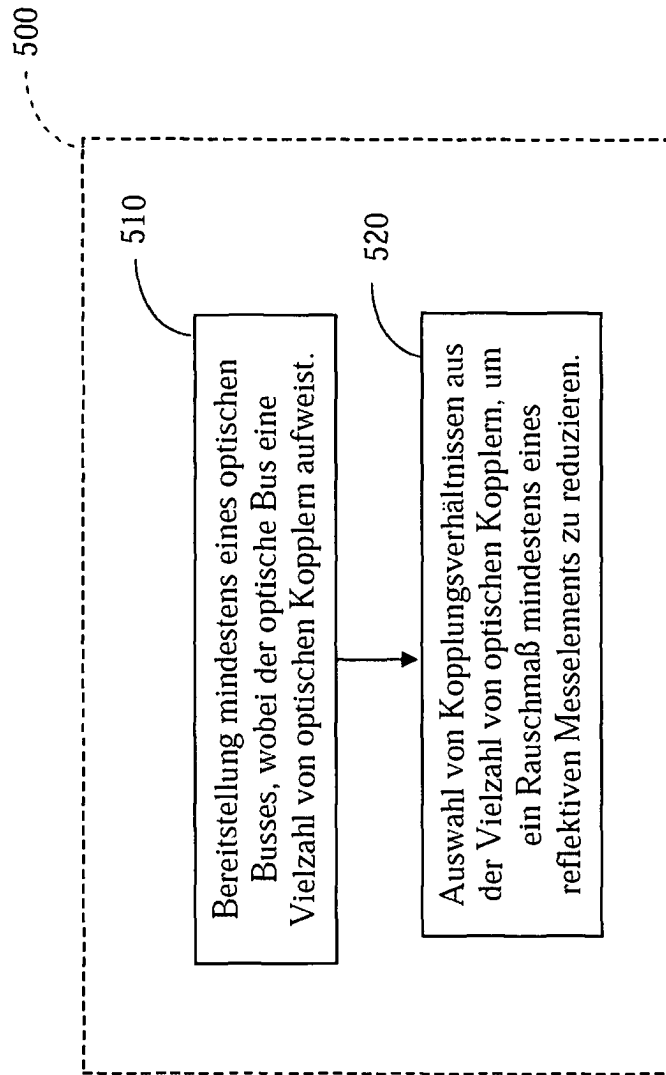 500
510
Bereitstellung mindestens eines optischen
Busses, wobei der optische Bus eine
Vielzahl von optischen Kopplern aufweist.
520
Auswahl von Kopplungsverhältnissen aus
der Vielzahl von optischen Kopplern, um
ein Rauschmaß mindestens eines
reflektiven Messelements zu reduzieren.